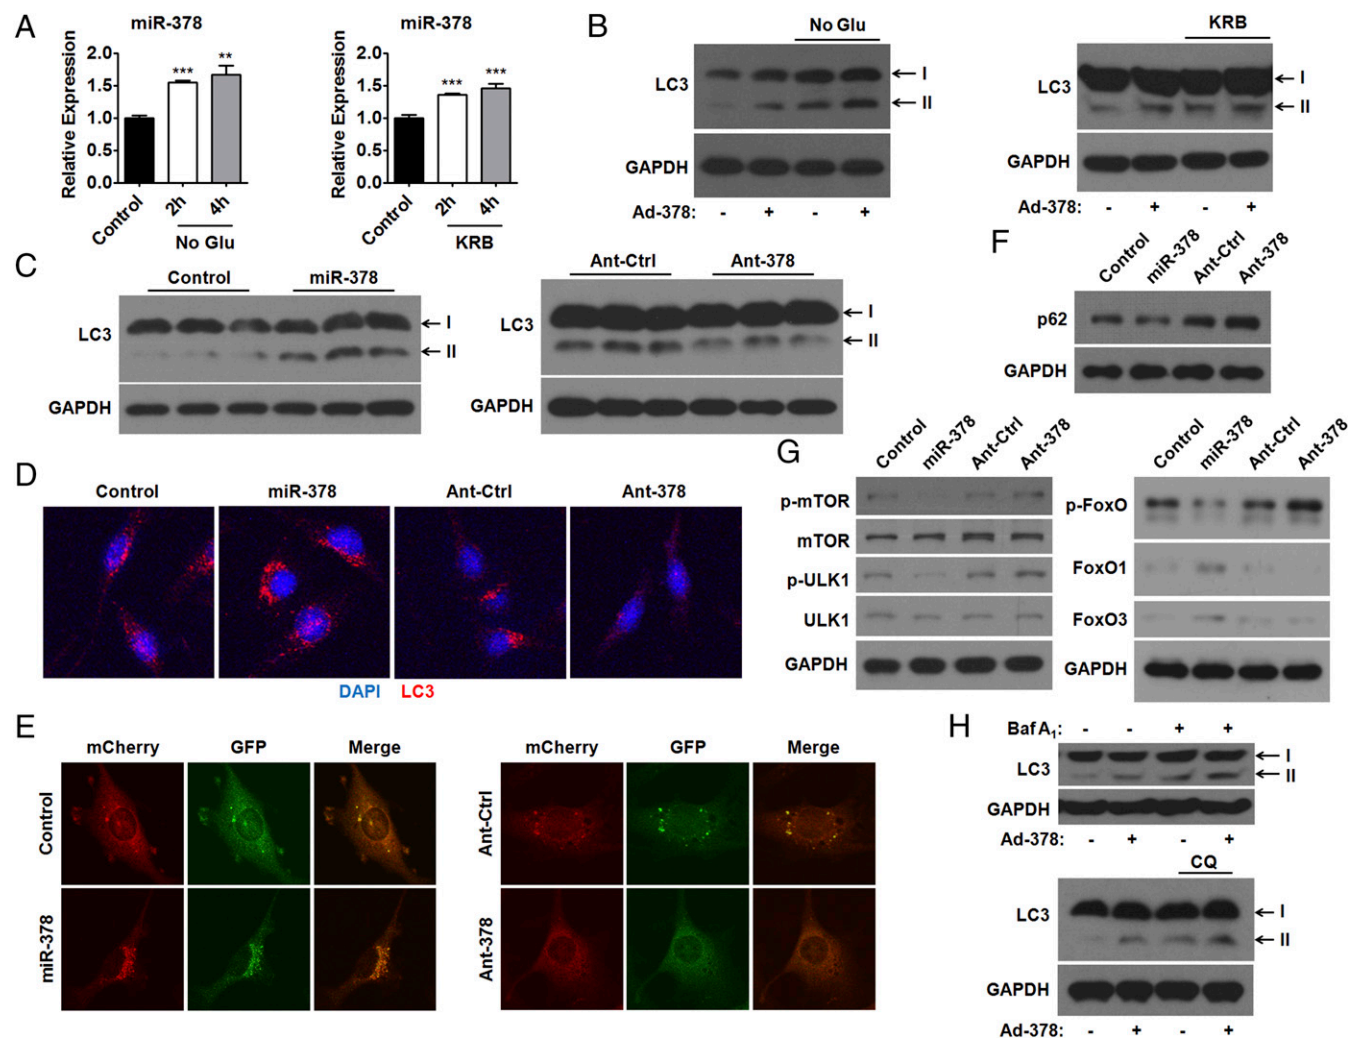 A
miR-378
Relative Expression
2.0
1.5
1.0
0.5
0.0
***
**
Control
2h
4h
No Glu
miR-378
Relative Expression
2.0
1.5
1.0
0.5
0.0
***
***
Control
2h
4h
KRB
B
No Glu
LC3
I
II
GAPDH
Ad-378: - + - +
KRB
LC3
I
II
GAPDH
Ad-378: - + - +
C
Control miR-378
LC3
I
II
GAPDH
Ant-Ctrl Ant-378
LC3
I
II
GAPDH
F
Control miR-378 Ant-Ctrl Ant-378
p62
GAPDH
D
Control miR-378 Ant-Ctrl Ant-378
DAPI LC3
G
Control miR-378 Ant-Ctrl Ant-378
p-mTOR
mTOR
p-ULK1
ULK1
GAPDH
Control miR-378 Ant-Ctrl Ant-378
p-FoxO
FoxO1
FoxO3
GAPDH
E
mCherry GFP Merge
Control
miR-378
mCherry GFP Merge
Ant-Ctrl
Ant-378
H
Baf A1: - - + +
LC3
I
II
GAPDH
Ad-378: - + - +
CQ
LC3
I
II
GAPDH
Ad-378: - + - +